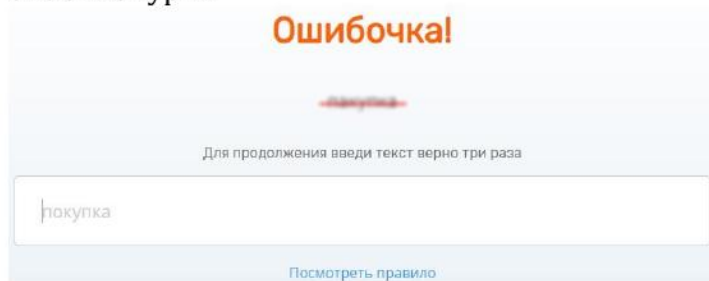 Ошибочка!
Для продолжения введи текст верно три раза
покупка
Посмотреть правило